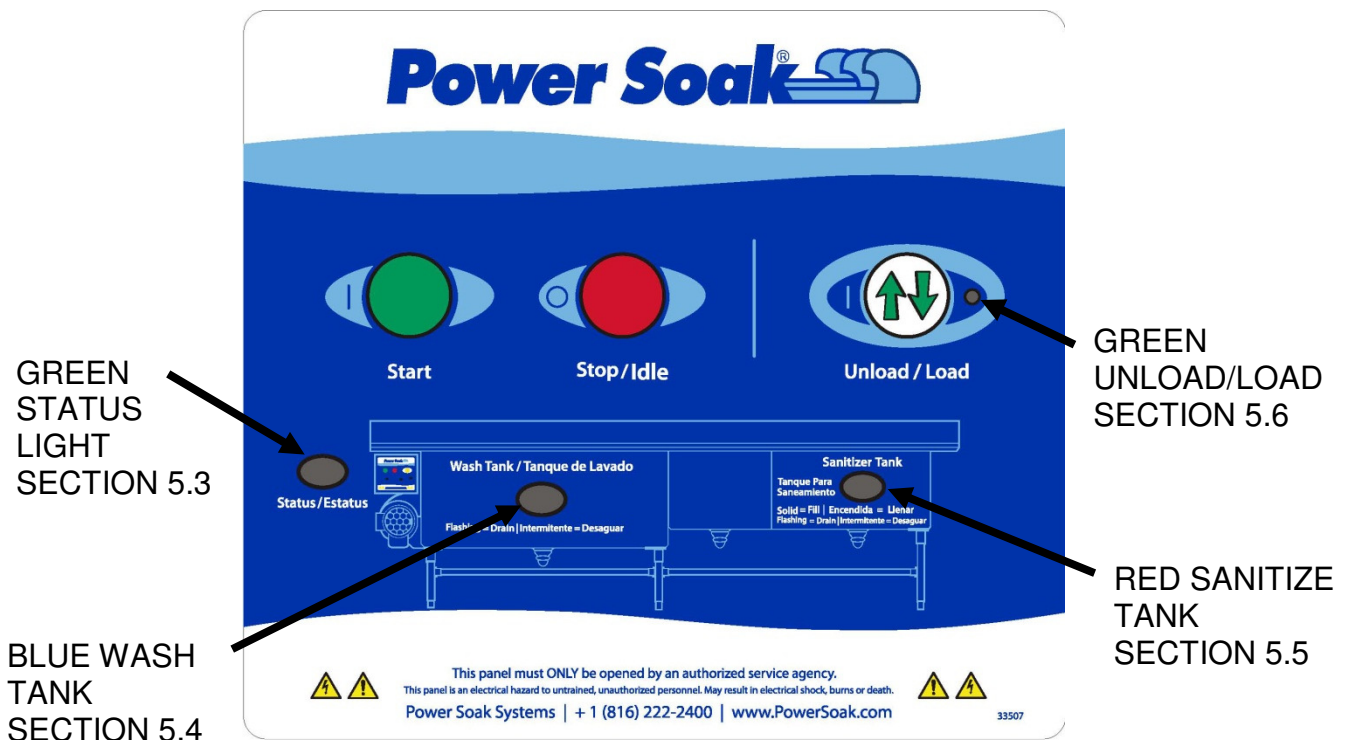 Power Soak®
Start
Stop/Idle
Unload / Load
GREEN
STATUS
LIGHT
SECTION 5.3
GREEN
UNLOAD/LOAD
SECTION 5.6
Status/Estatus
Wash Tank / Tanque de Lavado
Flashing = Drain | Intermitente = Desaguar
Sanitizer Tank
Tanque Para
Saneamiento
Solid = Fill | Encendida = Llenar
Flashing = Drain | Intermitente = Desaguar
BLUE WASH
TANK
SECTION 5.4
RED SANITIZE
TANK
SECTION 5.5
This panel must ONLY be opened by an authorized service agency.
This panel is an electrical hazard to untrained, unauthorized personnel. May result in electrical shock, burns or death.
Power Soak Systems | + 1 (816) 222-2400 | www.PowerSoak.com
33507